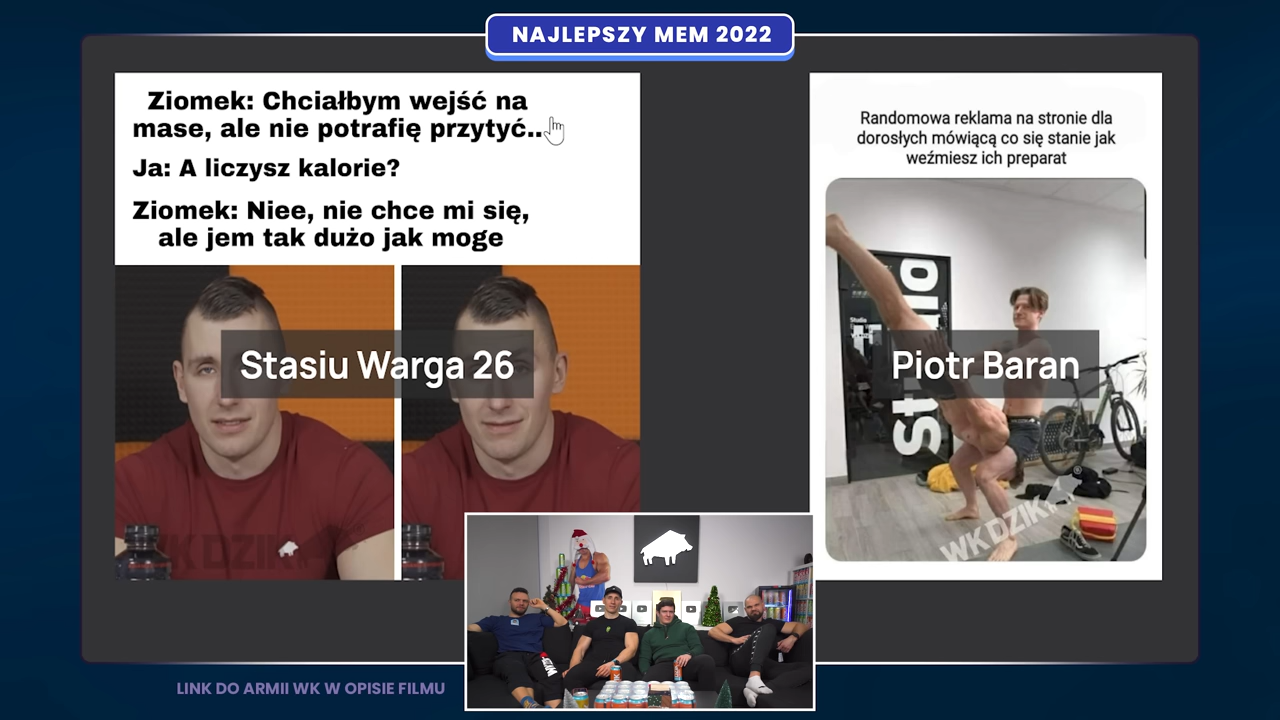 NAJLEPSZY MEM 2022
Ziomek: Chciałbym wejść na
mase, ale nie potrafię przytyć..
Ja: A liczysz kalorie?
Ziomek: Niee, nie chce mi się,
ale jem tak dużo jak moge
Stasiu Warga 26
WK DZIK
Randomowa reklama na stronie dla
dorosłych mówiącą co się stanie jak
weźmiesz ich preparat
Studio
Piotr Baran
WK DZIK
LINK DO ARMII WK W OPISIE FILMU